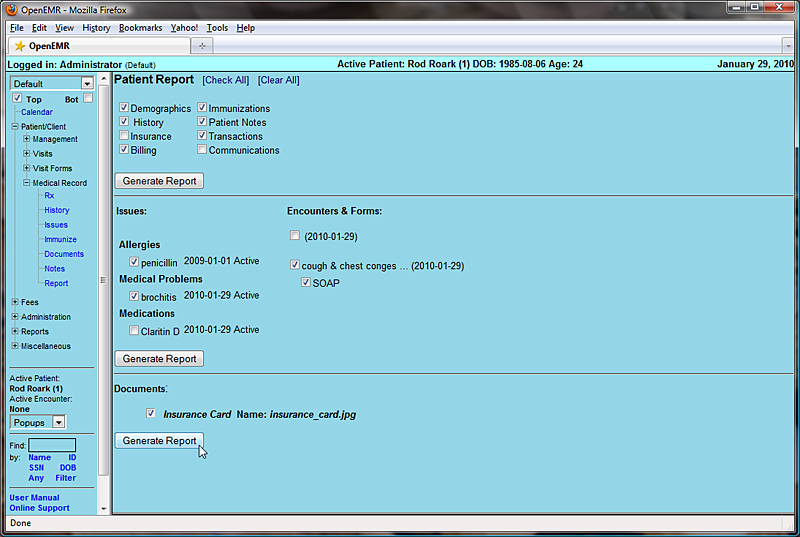 OpenEMR - Mozilla Firefox
File Edit View History Bookmarks Yahoo! Tools Help
OpenEMR
Logged in: Administrator (Default) Active Patient: Rod Roark (1) DOB: 1985-08-06 Age: 24 January 29, 2010
Default
Top Bot
Calendar
Patient/Client
Management
Visits
Visit Forms
Medical Record
Rx
History
Issues
Immunize
Documents
Notes
Report
Fees
Administration
Reports
Miscellaneous
Active Patient:
Rod Roark (1)
Active Encounter:
None
Popups
Find:
by: Name ID
SSN DOB
Any Filter
User Manual
Online Support
Patient Report [Check All] [Clear All]
Demographics Immunizations
History Patient Notes
Insurance Transactions
Billing Communications
Generate Report
Issues: Encounters & Forms:
(2010-01-29)
Allergies
penicillin 2009-01-01 Active
cough & chest conges ... (2010-01-29)
SOAP
Medical Problems
brochitis 2010-01-29 Active
Medications
Claritin D 2010-01-29 Active
Generate Report
Documents:
Insurance Card Name: insurance_card.jpg
Generate Report
Done